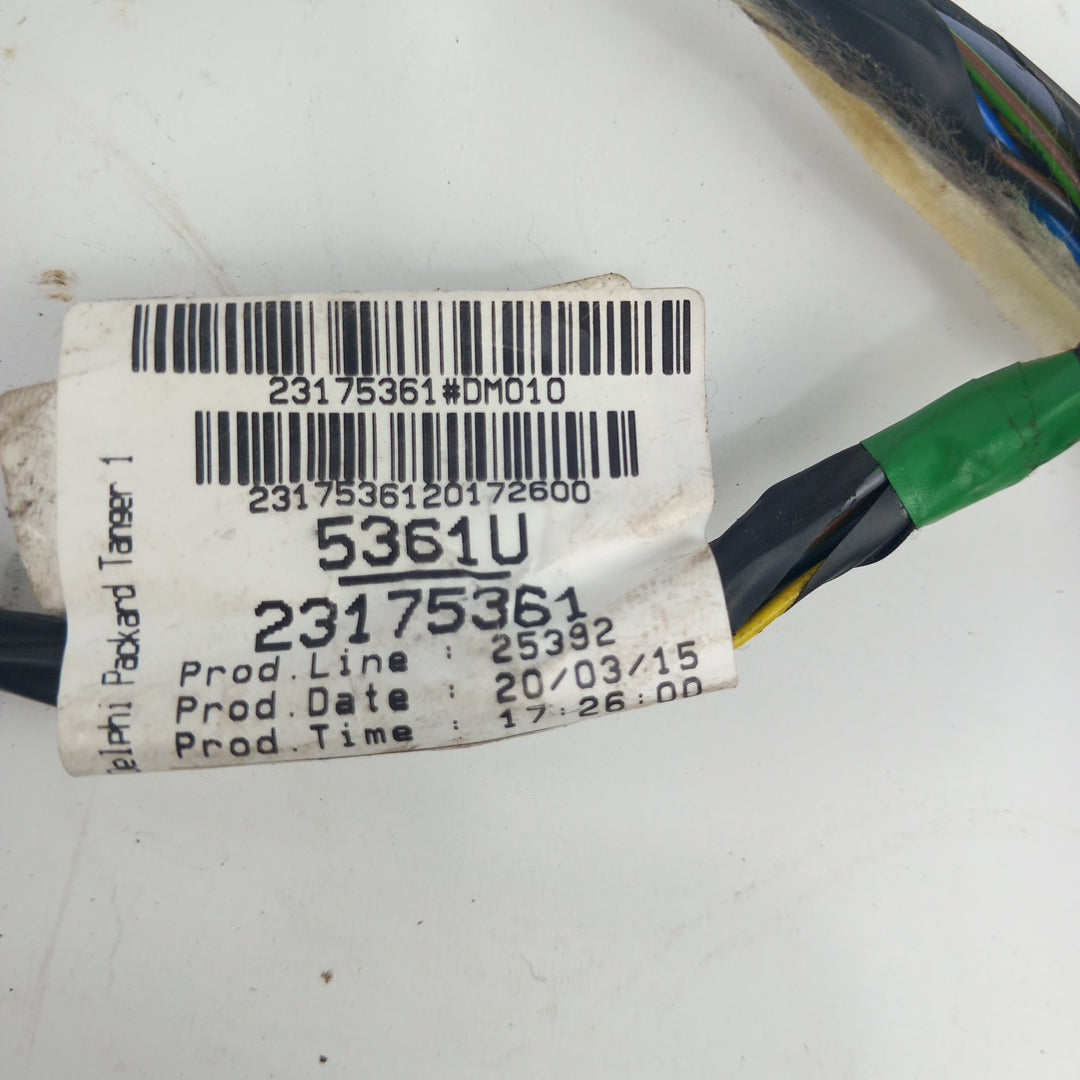 23175361#DM010
2317536120172600
5361U
23175361
Prod.Line : 25392
Prod.Date : 20/03/15
Prod.Time : 17:26:00
Delphi Packard Tanger 1